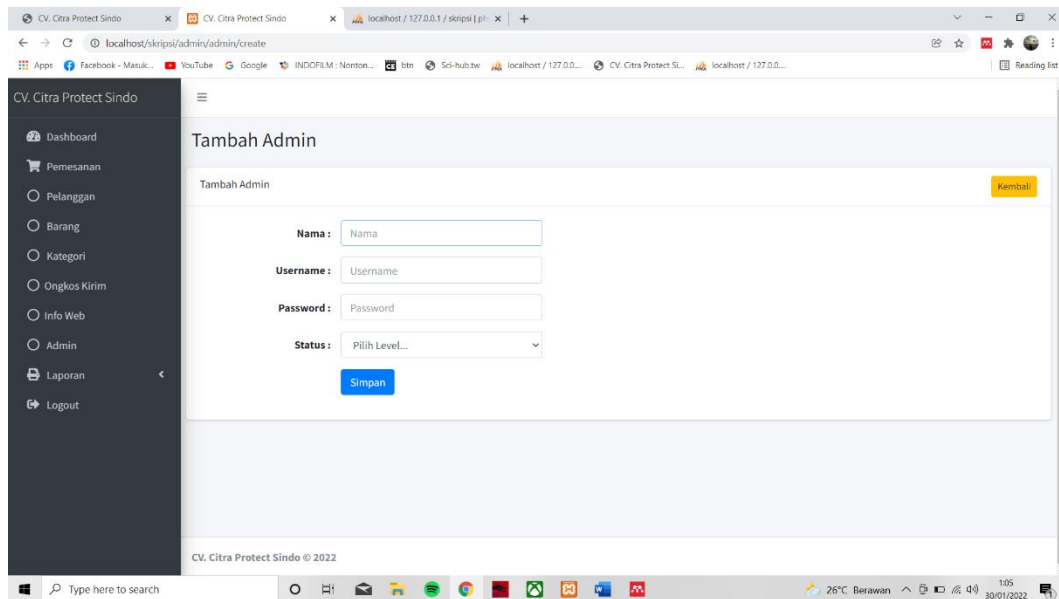 CV. Citra Protect Sindo
CV. Citra Protect Sindo
localhost / 127.0.0.1 / skripsi | ph
localhost/skripsi/admin/admin/create
Apps Facebook - Masuk... YouTube Google INDOFILM : Nonton... btn Sci-hub.tw localhost / 127.0.0... CV. Citra Protect Si... localhost / 127.0.0... Reading list
CV. Citra Protect Sindo
Dashboard
Pemesanan
Pelanggan
Barang
Kategori
Ongkos Kirim
Info Web
Admin
Laporan
Logout
Tambah Admin
Tambah Admin
Kembali
Nama : Nama
Username : Username
Password : Password
Status : Pilih Level...
Simpan
CV. Citra Protect Sindo © 2022
Type here to search
26°C Berawan
1:05
30/01/2022